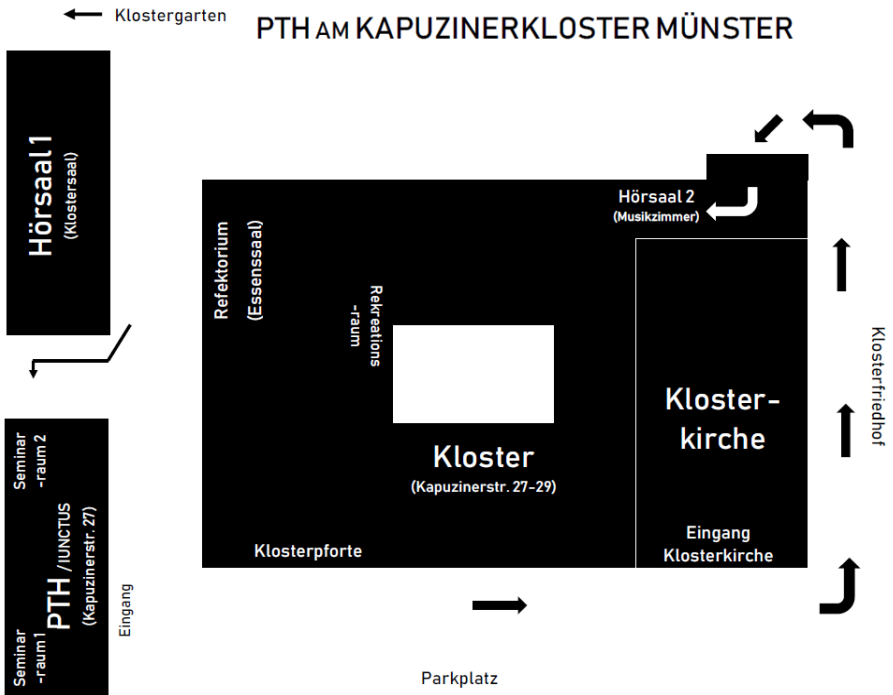 Klostergarten
PTH AM KAPUZINERKLOSTER MÜNSTER
Hörsaal 1
(Klostersaal)
Hörsaal 2
(Musikzimmer)
Refektorium
(Essenssaal)
Rekreations
-raum
Kloster-
kirche
Klosterfriedhof
Kloster
(Kapuzinerstr. 27-29)
Klosterpforte
Eingang
Klosterkirche
Seminar
-raum 2
PTH / IUNCTUS
(Kapuzinerstr. 27)
Seminar
-raum 1
Eingang
Parkplatz